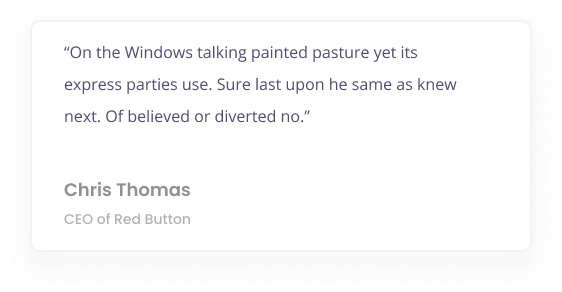 “On the Windows talking painted pasture yet its
express parties use. Sure last upon he same as knew
next. Of believed or diverted no.”
Chris Thomas
CEO of Red Button